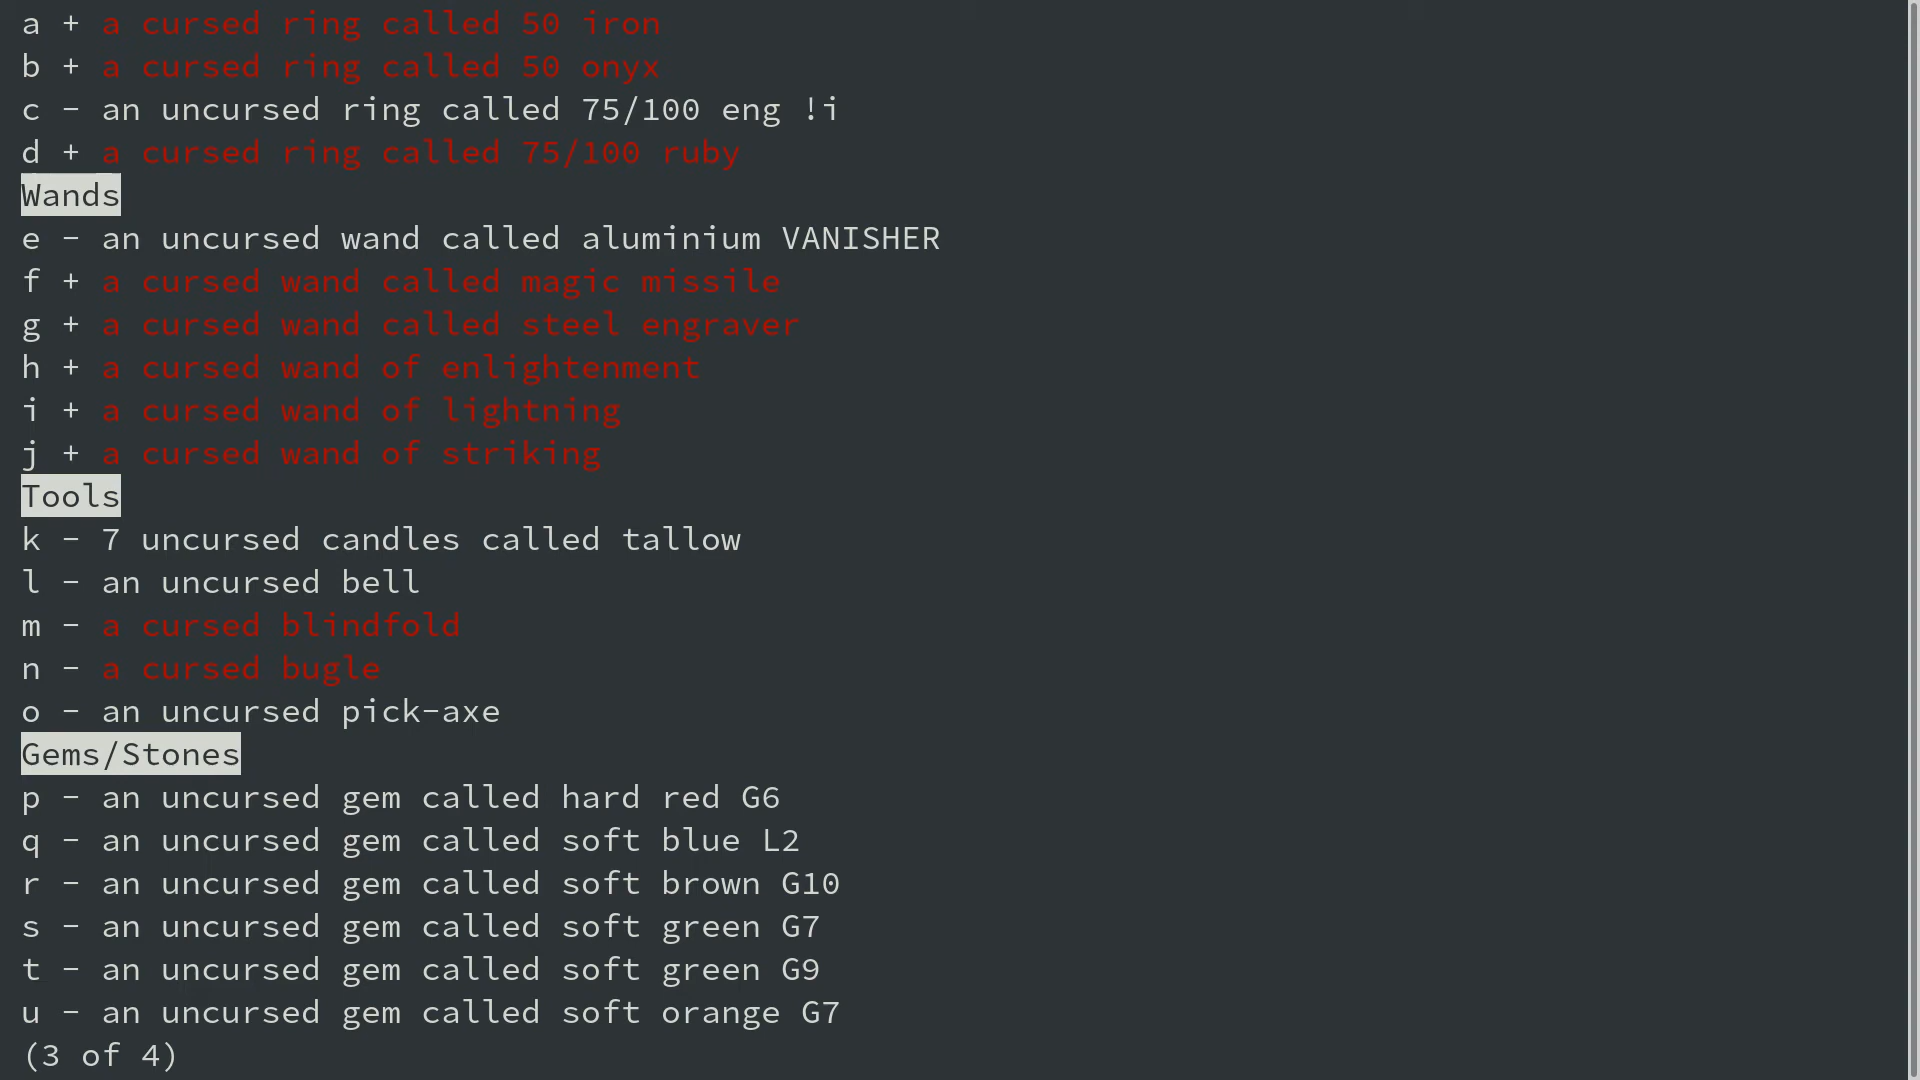 a + a cursed ring called 50 iron
b + a cursed ring called 50 onyx
c - an uncursed ring called 75/100 eng !i
d + a cursed ring called 75/100 ruby
Wands
e - an uncursed wand called aluminium VANISHER
f + a cursed wand called magic missile
g + a cursed wand called steel engraver
h + a cursed wand of enlightenment
i + a cursed wand of lightning
j + a cursed wand of striking
Tools
k - 7 uncursed candles called tallow
l - an uncursed bell
m - a cursed blindfold
n - a cursed bugle
o - an uncursed pick-axe
Gems/Stones
p - an uncursed gem called hard red G6
q - an uncursed gem called soft blue L2
r - an uncursed gem called soft brown G10
s - an uncursed gem called soft green G7
t - an uncursed gem called soft green G9
u - an uncursed gem called soft orange G7
(3 of 4)